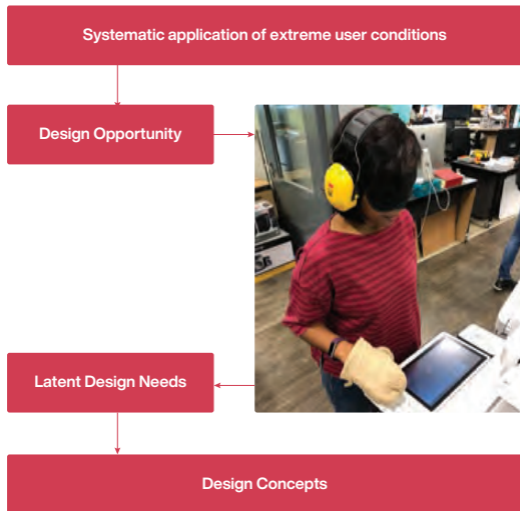 Systematic application of extreme user conditions
Design Opportunity
Latent Design Needs
Design Concepts